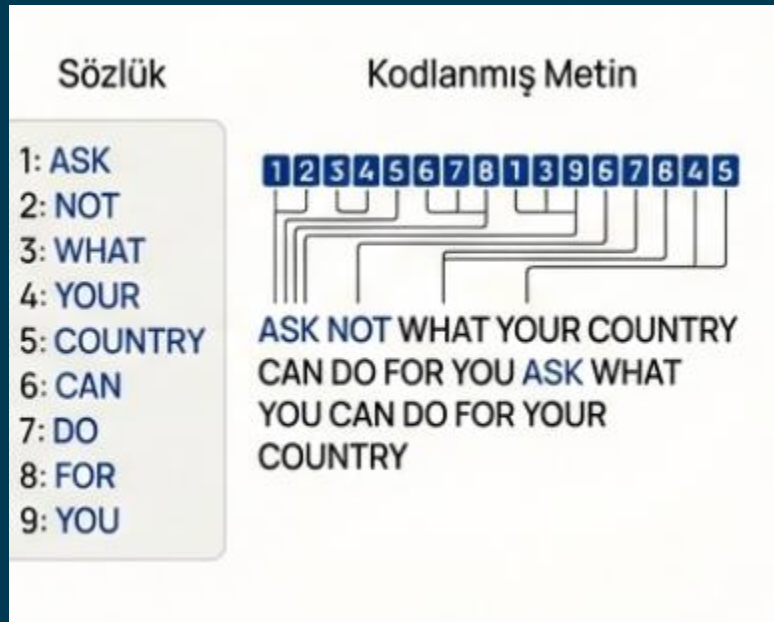 Sözlük
1: ASK
2: NOT
3: WHAT
4: YOUR
5: COUNTRY
6: CAN
7: DO
8: FOR
9: YOU
Kodlanmış Metin
1 2 3 4 5 6 7 8 1 3 9 6 7 8 4 5
ASK NOT WHAT YOUR COUNTRY
CAN DO FOR YOU ASK WHAT
YOU CAN DO FOR YOUR
COUNTRY